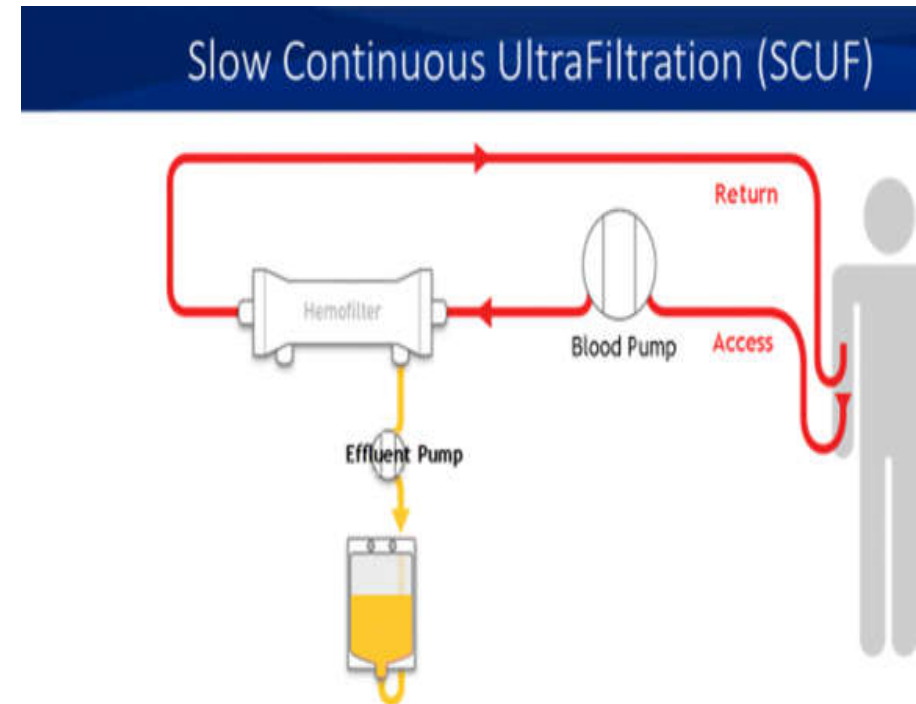 Slow Continuous UltraFiltration (SCUF)
Return
Hemofilter
Blood Pump
Access
Effluent Pump